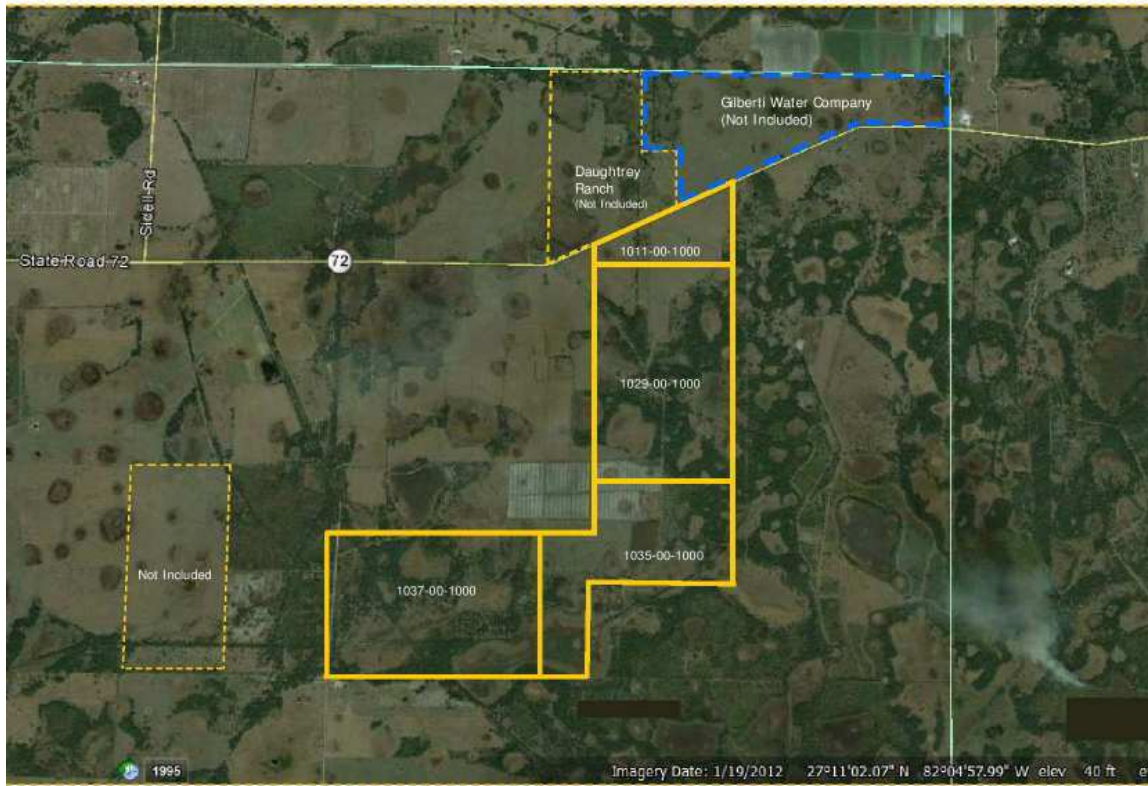 Gilberti Water Company
(Not Included)
Daughtrey
Ranch
(Not Included)
Sidell Rd
State Road 72
72
1011-00-1000
1029-00-1000
1035-00-1000
1037-00-1000
Not Included
1995
Imagery Date: 1/19/2012 27°11'02.07" N 82°04'57.99" W elev 40 ft